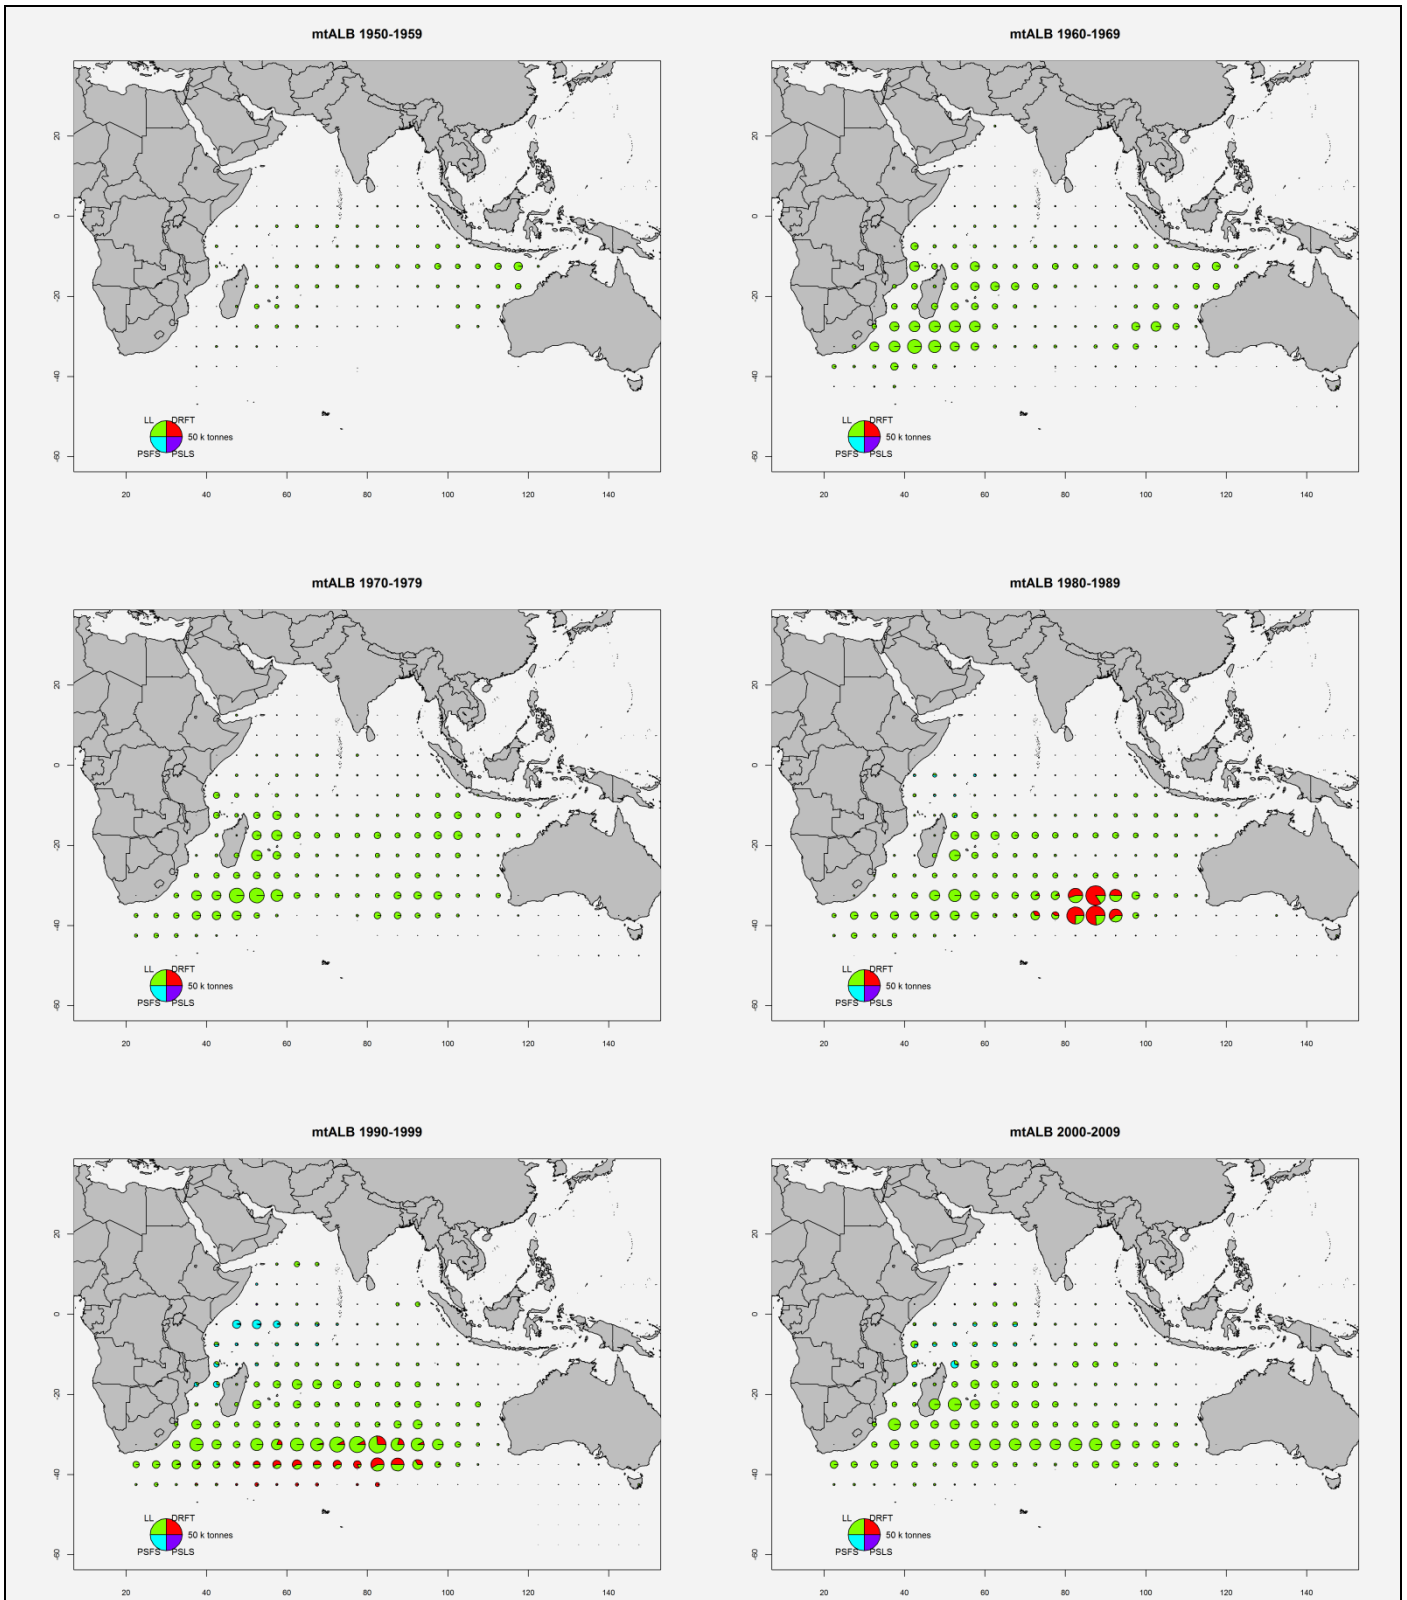 mtALB 1950-1959
20
0
-20
-40
-60
LL DRFT
50 k tonnes
PSFS PSLS
20 40 60 80 100 120 140
mtALB 1960-1969
20
0
-20
-40
-60
LL DRFT
50 k tonnes
PSFS PSLS
20 40 60 80 100 120 140
mtALB 1970-1979
20
0
-20
-40
-60
LL DRFT
50 k tonnes
PSFS PSLS
20 40 60 80 100 120 140
mtALB 1980-1989
20
0
-20
-40
-60
LL DRFT
50 k tonnes
PSFS PSLS
20 40 60 80 100 120 140
mtALB 1990-1999
20
0
-20
-40
-60
LL DRFT
50 k tonnes
PSFS PSLS
20 40 60 80 100 120 140
mtALB 2000-2009
20
0
-20
-40
-60
LL DRFT
50 k tonnes
PSFS PSLS
20 40 60 80 100 120 140